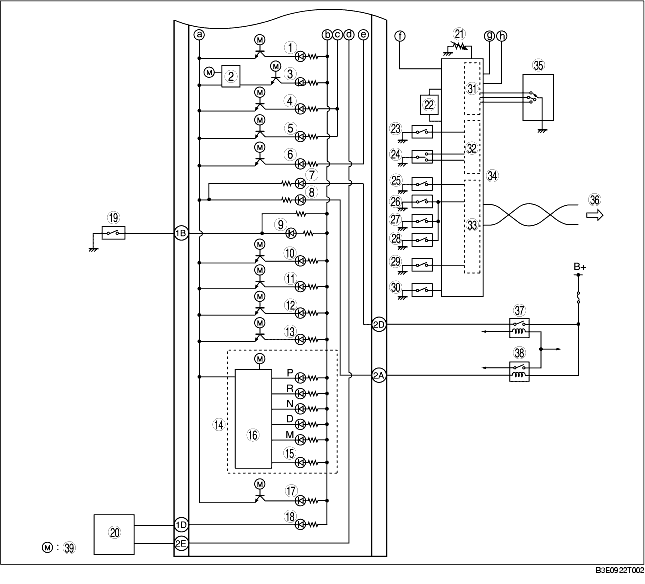 a b c d e f 21 g h
M 1
M 2 M 3
M 4
M 5
M 6
7
8
9
19 1B
M 10
M 11
M 12
M 13
M
14 16
P
R
N
D
M
15
M 17
1D 18
20 2E
M : 39
31 35
22
23
24 32
25 34
26
27 33 36
28
29
30
B+
2D 37
2A 38
B3E0922T002